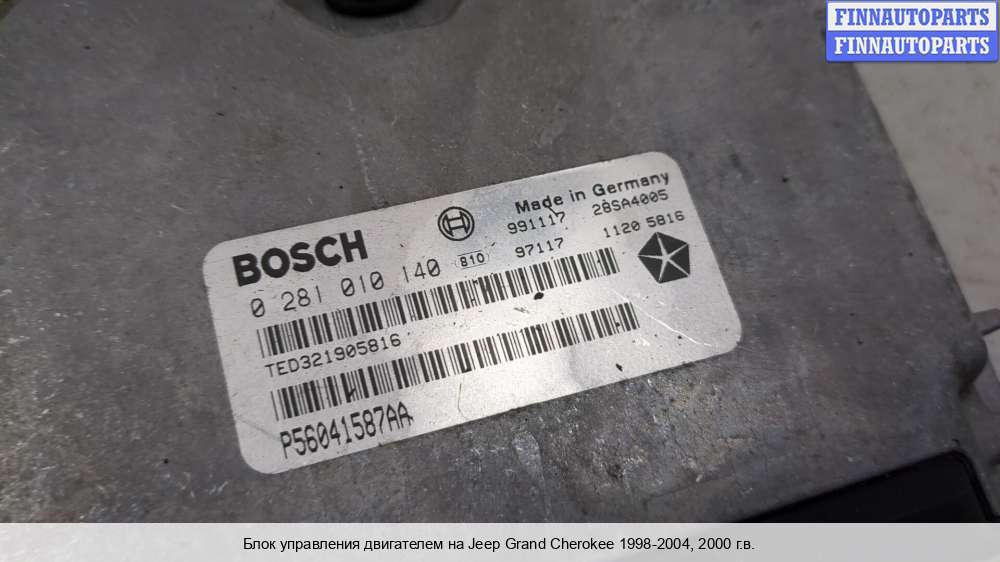 FINNAUTOPARTS
FINNAUTOPARTS
BOSCH
Made in Germany
991117 28SA4005
0 281 010 140 810 97117 1120 5816
TED321905816
P56041587AA
Блок управления двигателем на Jeep Grand Cherokee 1998-2004, 2000 г.в.